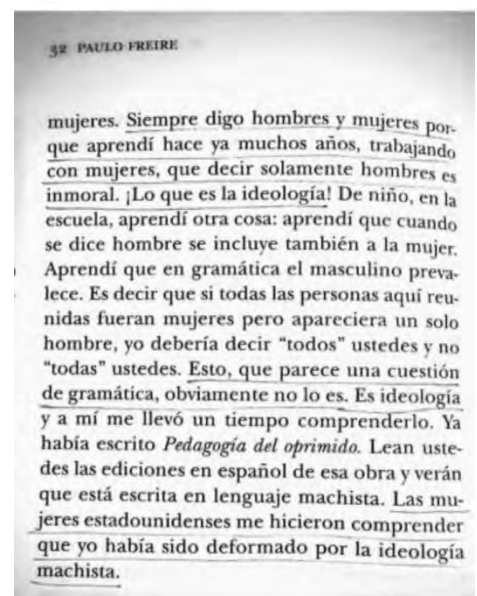 32 PAULO FREIRE
mujeres. Siempre digo hombres y mujeres por-
que aprendí hace ya muchos años, trabajando
con mujeres, que decir solamente hombres es
inmoral. ¡Lo que es la ideología! De niño, en la
escuela, aprendí otra cosa: aprendí que cuando
se dice hombre se incluye también a la mujer.
Aprendí que en gramática el masculino preva-
lece. Es decir que si todas las personas aquí reu-
nidas fueran mujeres pero apareciera un solo
hombre, yo debería decir “todos” ustedes y no
“todas” ustedes. Esto, que parece una cuestión
de gramática, obviamente no lo es. Es ideología
y a mí me llevó un tiempo comprenderlo. Ya
había escrito Pedagogía del oprimido. Lean uste-
des las ediciones en español de esa obra y verán
que está escrita en lenguaje machista. Las mu-
jeres estadounidenses me hicieron comprender
que yo había sido deformado por la ideología
machista.